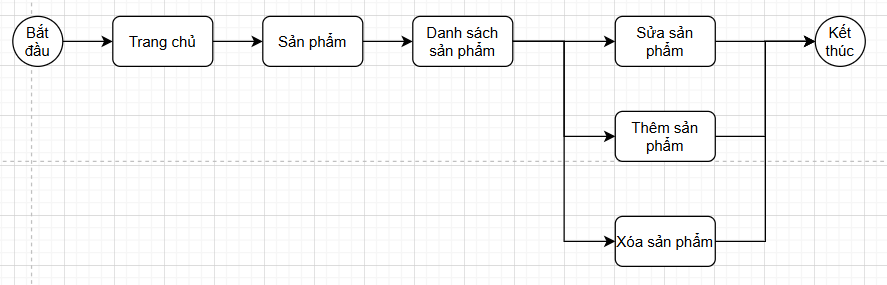 Bắt
đầu
Trang chủ
Sản phẩm
Danh sách
sản phẩm
Sửa sản
phẩm
Kết
thúc
Thêm sản
phẩm
Xóa sản phẩm